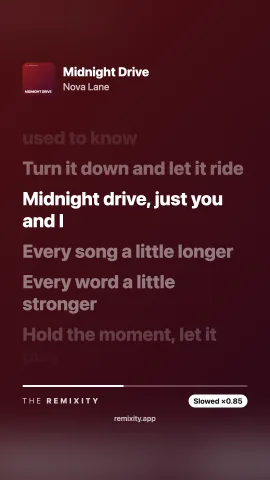 Midnight Drive
Nova Lane
MIDNIGHT DRIVE
used to know
Turn it down and let it ride
Midnight drive, just you
and I
Every song a little longer
Every word a little
stronger
Hold the moment, let it
THE REMIXITY
Slowed ×0.85
remixity.app